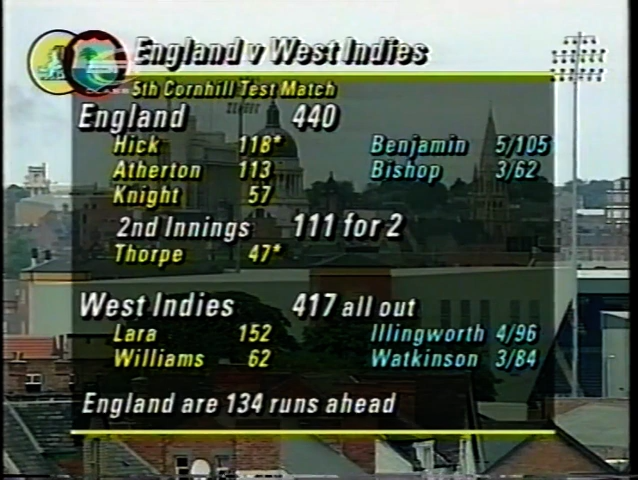 England v West Indies
5th Cornhill Test Match
England 440
Hick 118* Benjamin 5/105
Atherton 113 Bishop 3/62
Knight 57
2nd Innings 111 for 2
Thorpe 47*
West Indies 417 all out
Lara 152 Illingworth 4/96
Williams 62 Watkinson 3/84
England are 134 runs ahead